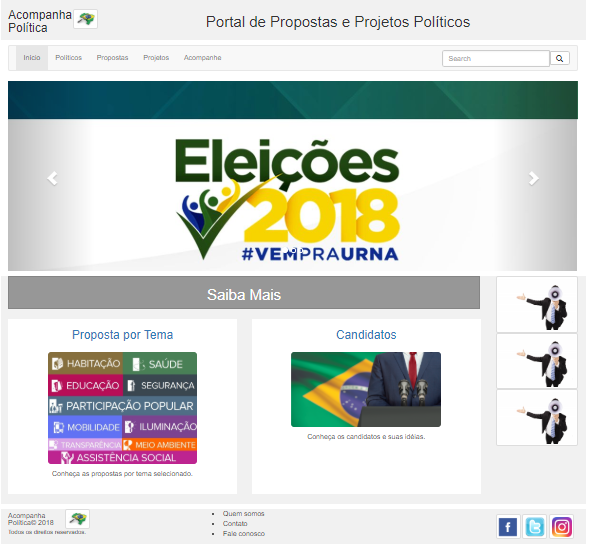 Acompanha
Política
Portal de Propostas e Projetos Políticos
Início Políticos Propostas Projetos Acompanhe
Search
Eleições
2018
#VEMPRAURNA
Saiba Mais
Proposta por Tema
HABITAÇÃO SAÚDE
EDUCAÇÃO SEGURANÇA
PARTICIPAÇÃO POPULAR
MOBILIDADE ILUMINAÇÃO
TRANSPARÊNCIA MEIO AMBIENTE
ASSISTÊNCIA SOCIAL
Conheça as propostas por tema selecionado.
Candidatos
Conheça os candidatos e suas idéias.
Acompanha
Política© 2018
Todos os direitos reservados.
Quem somos
Contato
Fale conosco